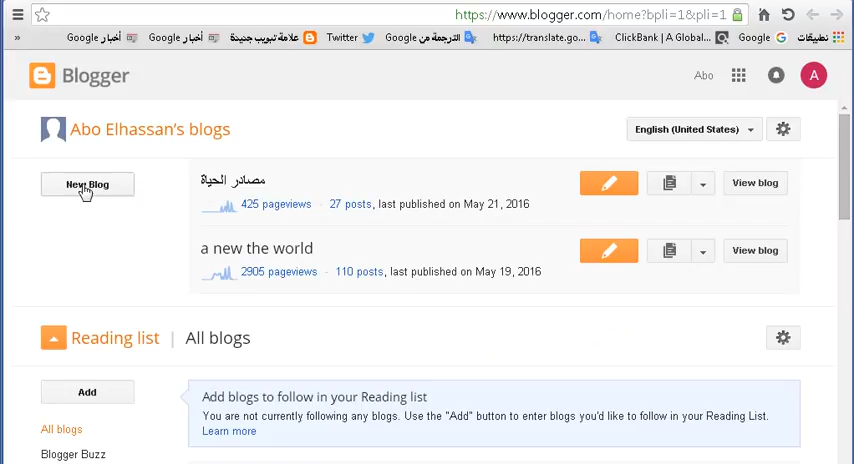 https://www.blogger.com/home?bpli=1&pli=1
» أخبار Google أخبار Google علامة تبويب جديدة Twitter الترجمة من Google https://translate.go... ClickBank | A Global... Google تطبيقات
Blogger
Abo
A
Abo Elhassan's blogs
English (United States)
New Blog
مصادر الحياة
425 pageviews - 27 posts, last published on May 21, 2016
View blog
a new the world
2905 pageviews - 110 posts, last published on May 19, 2016
View blog
Reading list | All blogs
Add
Add blogs to follow in your Reading list
You are not currently following any blogs. Use the "Add" button to enter blogs you'd like to follow in your Reading List.
Learn more
All blogs
Blogger Buzz